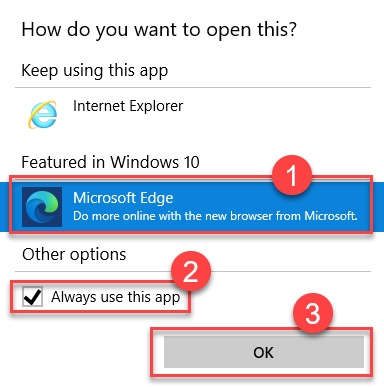 How do you want to open this?
Keep using this app
Internet Explorer
Featured in Windows 10
1
Microsoft Edge
Do more online with the new browser from Microsoft.
Other options
2
Always use this app
3
OK